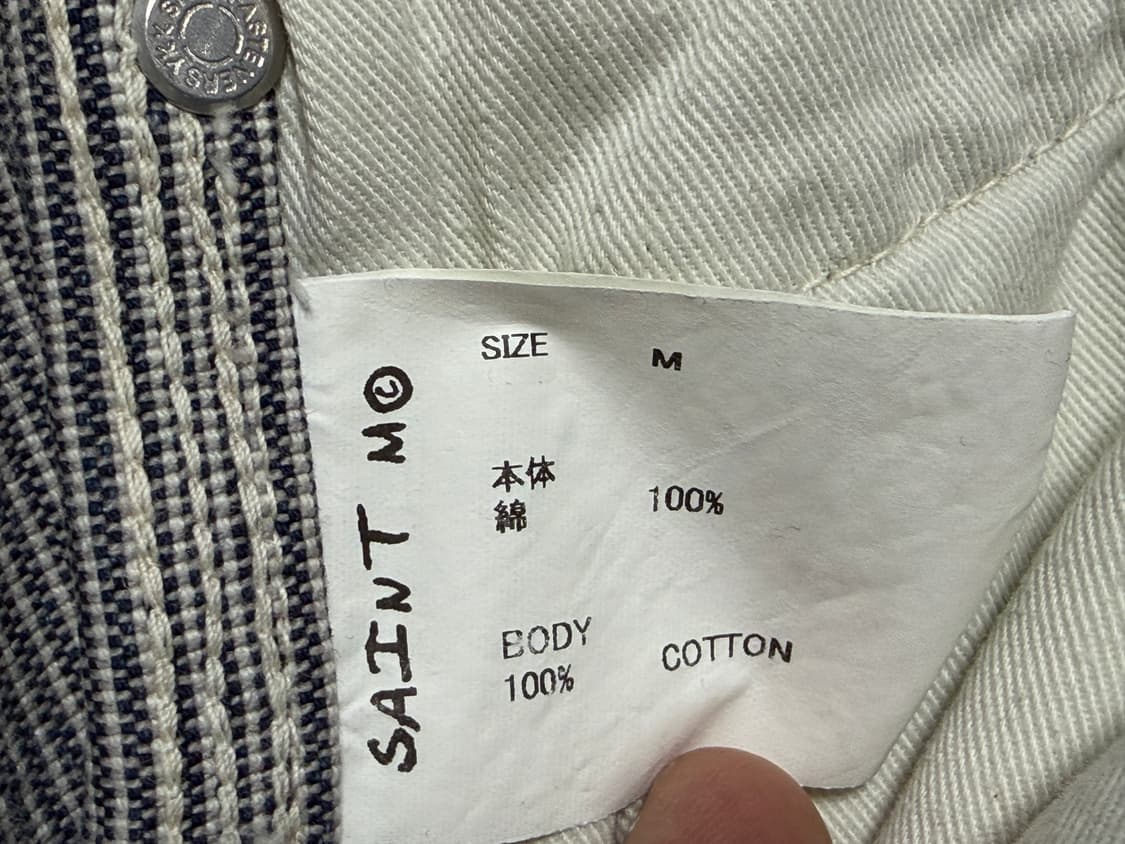 SAINT M©
SIZE M
本体
綿 100%
BODY COTTON
100%